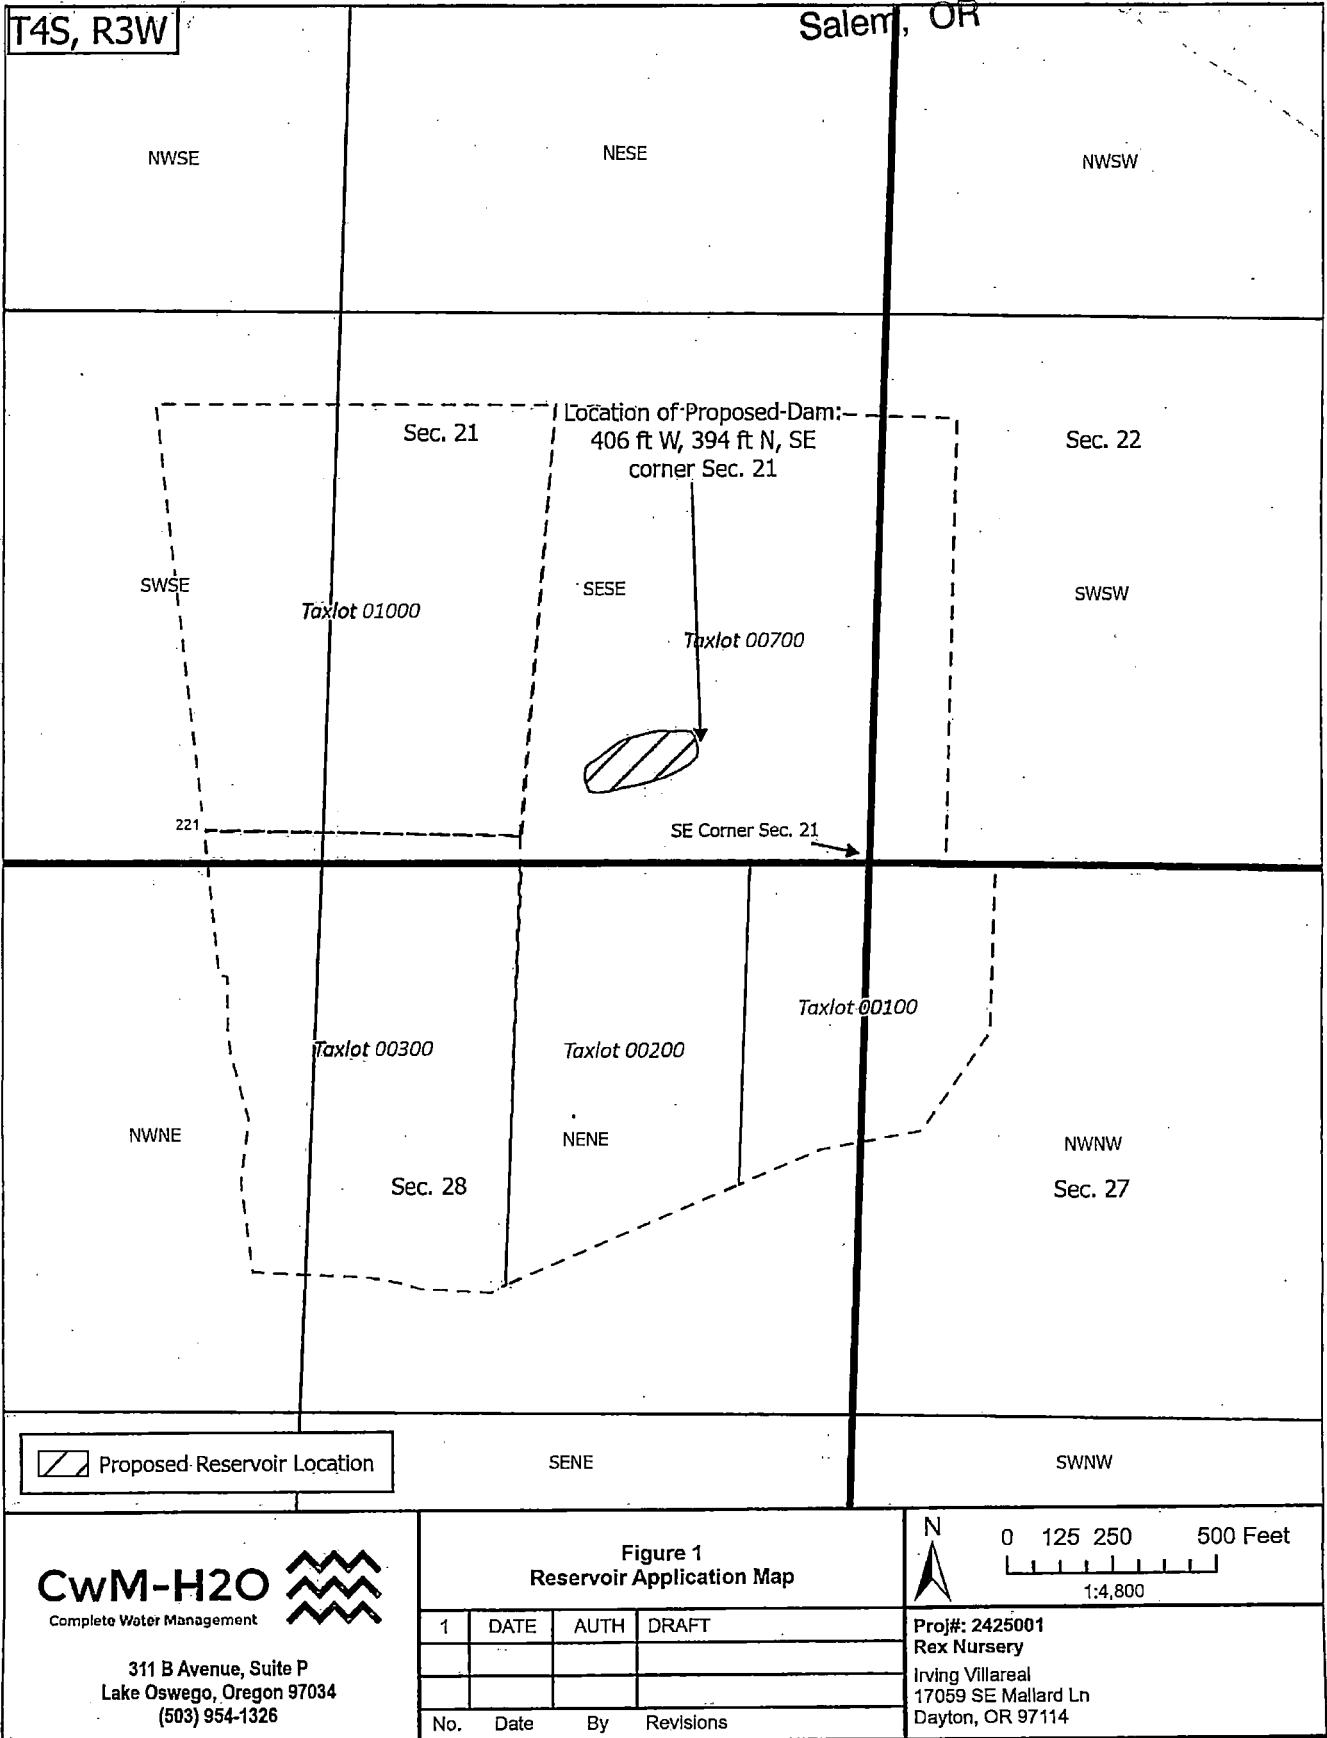 T4S, R3W
Salem, OR
NWSE
NESE
NWSW
Location of Proposed Dam:
406 ft W, 394 ft N, SE
corner Sec. 21
Sec. 21
Sec. 22
SWSE
SESE
SWSW
Taxlot 01000
Taxlot 00700
221
SE Corner Sec. 21
Taxlot 00100
Taxlot 00300
Taxlot 00200
NWNE
NENE
NWNW
Sec. 28
Sec. 27
Proposed Reservoir Location
SENE
SWNW
CwM-H2O
Complete Water Management
311 B Avenue, Suite P
Lake Oswego, Oregon 97034
(503) 954-1326
Figure 1
Reservoir Application Map
1 DATE AUTH DRAFT
No. Date By Revisions
N
0 125 250 500 Feet
1:4,800
Proj#: 2425001
Rex Nursery
Irving Villareal
17059 SE Mallard Ln
Dayton, OR 97114